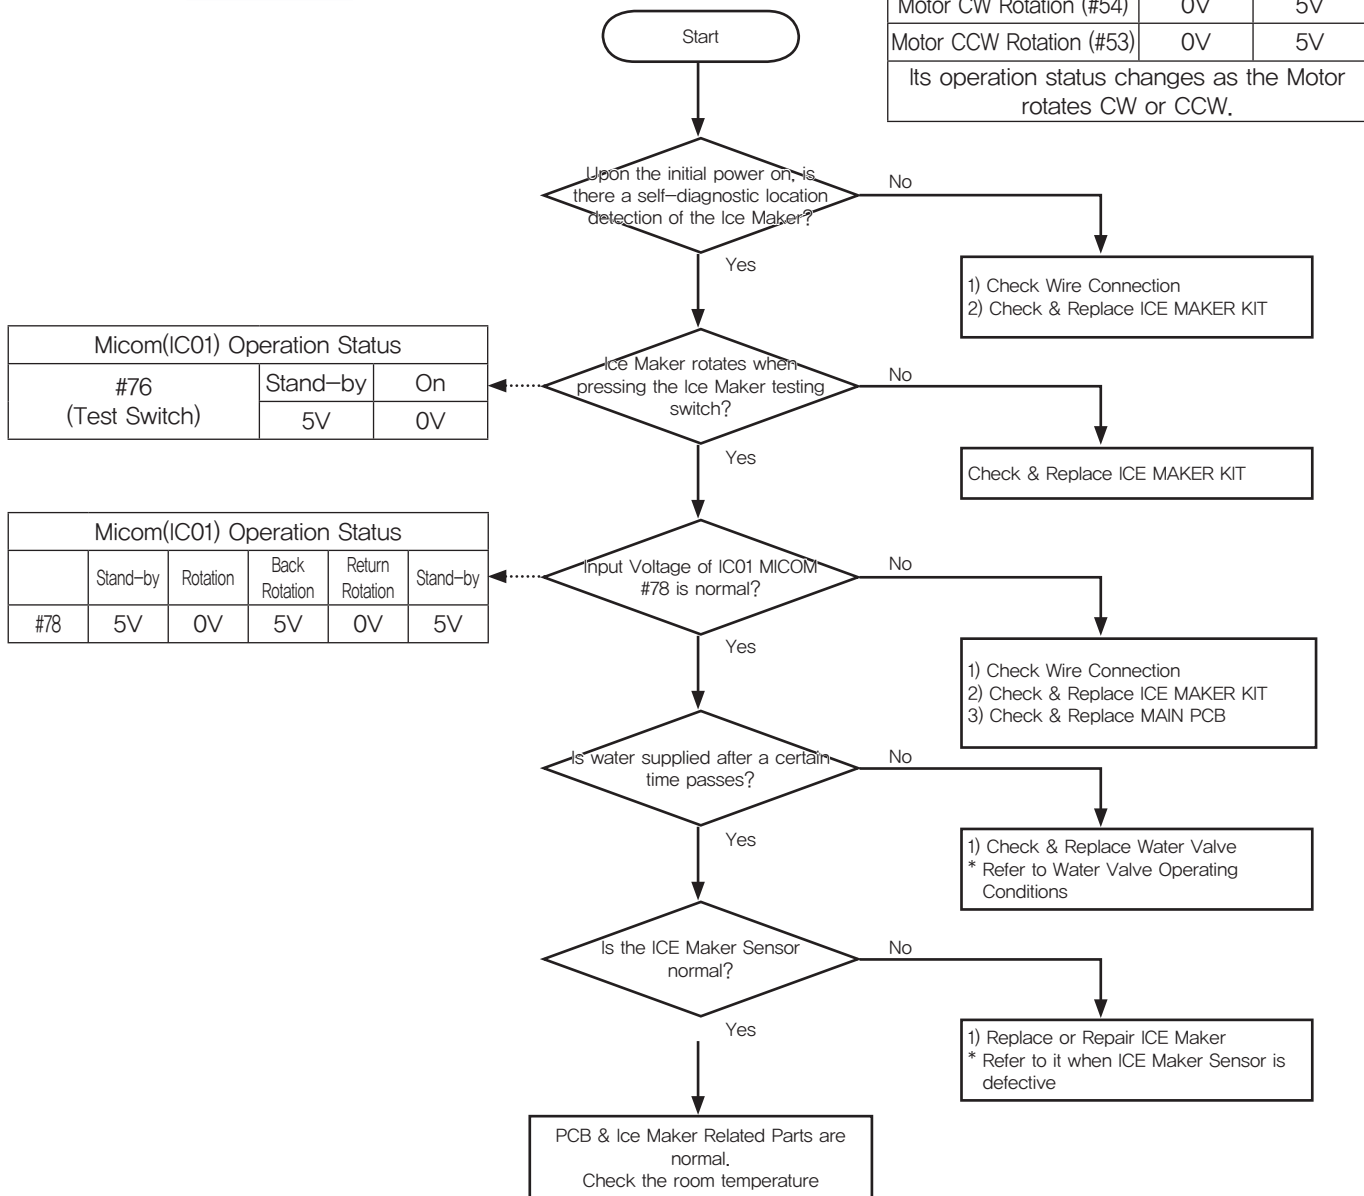 Start
Motor CW Rotation (#54) 0V 5V
Motor CCW Rotation (#53) 0V 5V
Its operation status changes as the Motor
rotates CW or CCW.
Upon the initial power on, is
there a self-diagnostic location
detection of the Ice Maker?
No
Yes
1) Check Wire Connection
2) Check & Replace ICE MAKER KIT
Micom(IC01) Operation Status
#76
(Test Switch)
Stand-by On
5V 0V
Ice Maker rotates when
pressing the Ice Maker testing
switch?
No
Yes
Check & Replace ICE MAKER KIT
Micom(IC01) Operation Status
Stand-by Rotation Back Rotation Return Rotation Stand-by
#78 5V 0V 5V 0V 5V
Input Voltage of IC01 MICOM
#78 is normal?
No
Yes
1) Check Wire Connection
2) Check & Replace ICE MAKER KIT
3) Check & Replace MAIN PCB
Is water supplied after a certain
time passes?
No
Yes
1) Check & Replace Water Valve
* Refer to Water Valve Operating
Conditions
Is the ICE Maker Sensor
normal?
No
Yes
1) Replace or Repair ICE Maker
* Refer to it when ICE Maker Sensor is
defective
PCB & Ice Maker Related Parts are
normal.
Check the room temperature